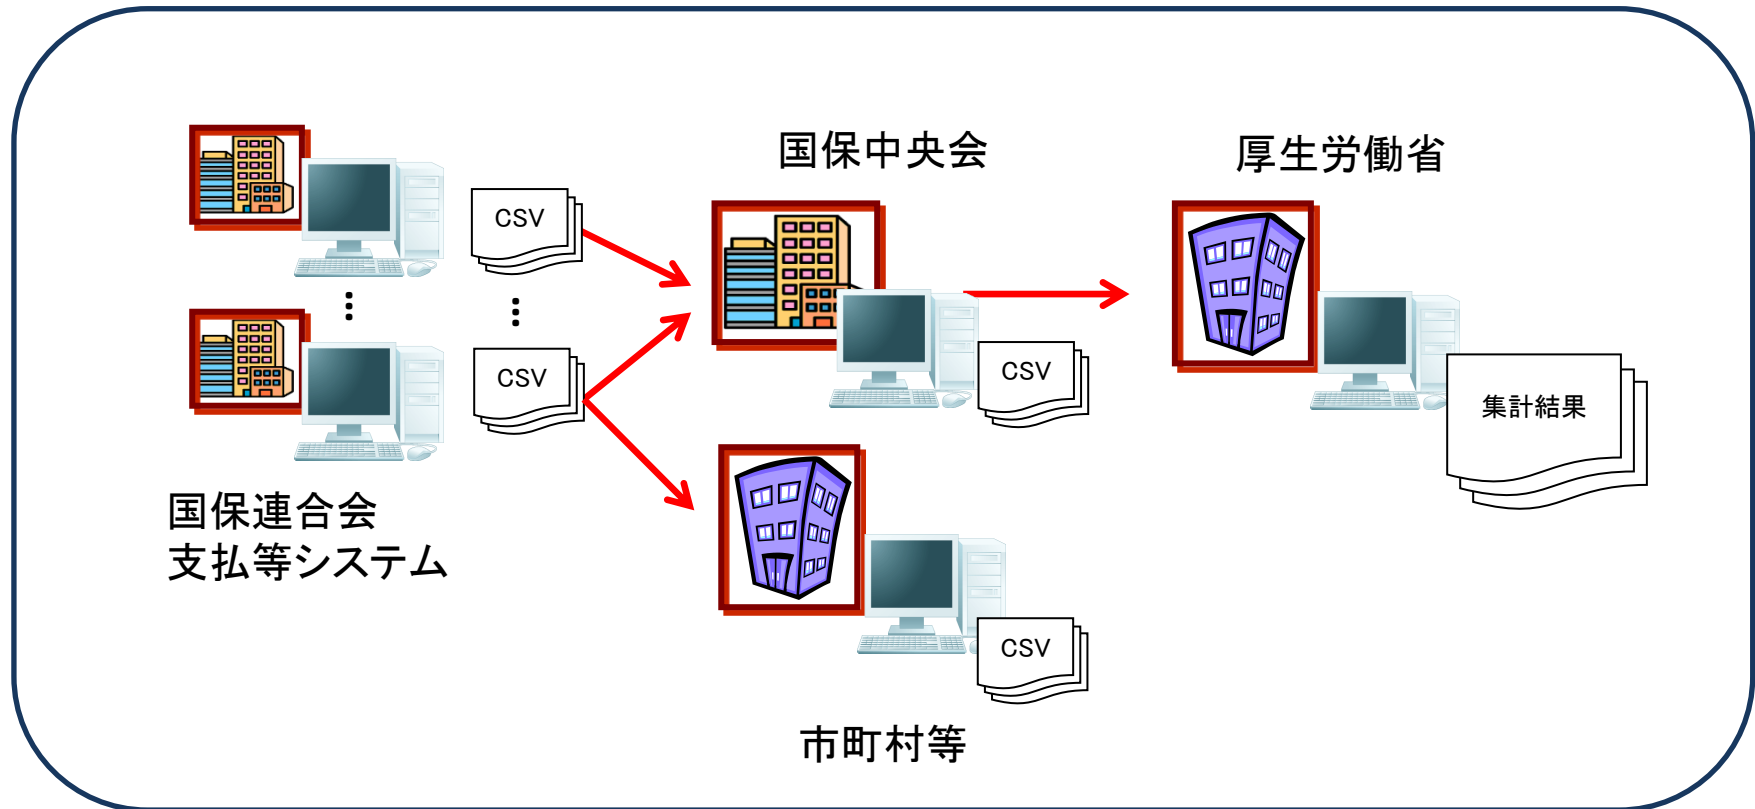 国保中央会
厚生労働省
CSV
CSV
CSV
集計結果
国保連合会
支払等システム
CSV
市町村等